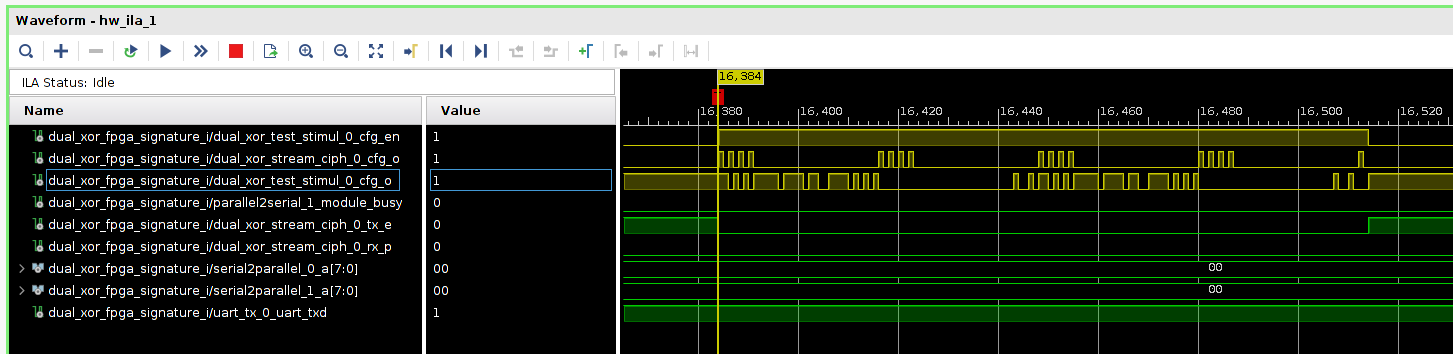 Waveform - hw_ila_1
ILA Status: Idle
16,384
Name Value
16,380 16,400 16,420 16,440 16,460 16,480 16,500 16,520
dual_xor_fpga_signature_i/dual_xor_test_stimul_0_cfg_en 1
dual_xor_fpga_signature_i/dual_xor_stream_ciph_0_cfg_o 1
dual_xor_fpga_signature_i/dual_xor_test_stimul_0_cfg_o 1
dual_xor_fpga_signature_i/parallel2serial_1_module_busy 0
dual_xor_fpga_signature_i/dual_xor_stream_ciph_0_tx_e 0
dual_xor_fpga_signature_i/dual_xor_stream_ciph_0_rx_p 0
dual_xor_fpga_signature_i/serial2parallel_0_a[7:0] 00 00
dual_xor_fpga_signature_i/serial2parallel_1_a[7:0] 00 00
dual_xor_fpga_signature_i/uart_tx_0_uart_txd 1